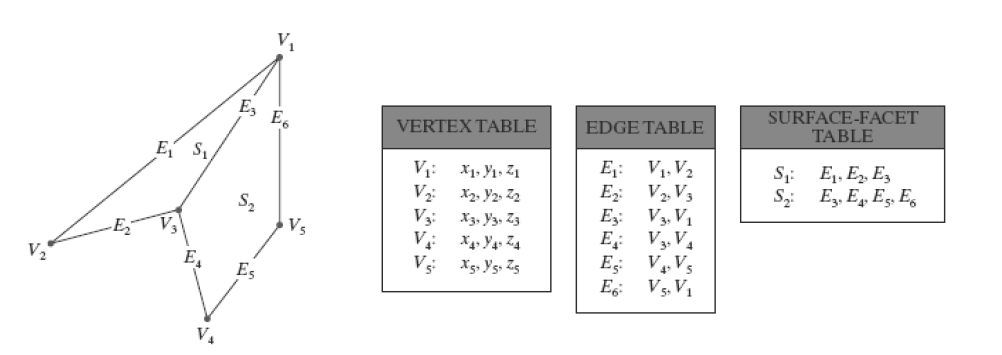 V₁
E₃
E₆
E₁ S₁
S₂
E₂ V₃ V₅
V₂
E₄
E₅
V₄
VERTEX TABLE
V₁: x₁, y₁, z₁
V₂: x₂, y₂, z₂
V₃: x₃, y₃, z₃
V₄: x₄, y₄, z₄
V₅: x₅, y₅, z₅
EDGE TABLE
E₁: V₁, V₂
E₂: V₂, V₃
E₃: V₃, V₁
E₄: V₃, V₄
E₅: V₄, V₅
E₆: V₅, V₁
SURFACE-FACET
TABLE
S₁: E₁, E₂, E₃
S₂: E₃, E₄, E₅, E₆